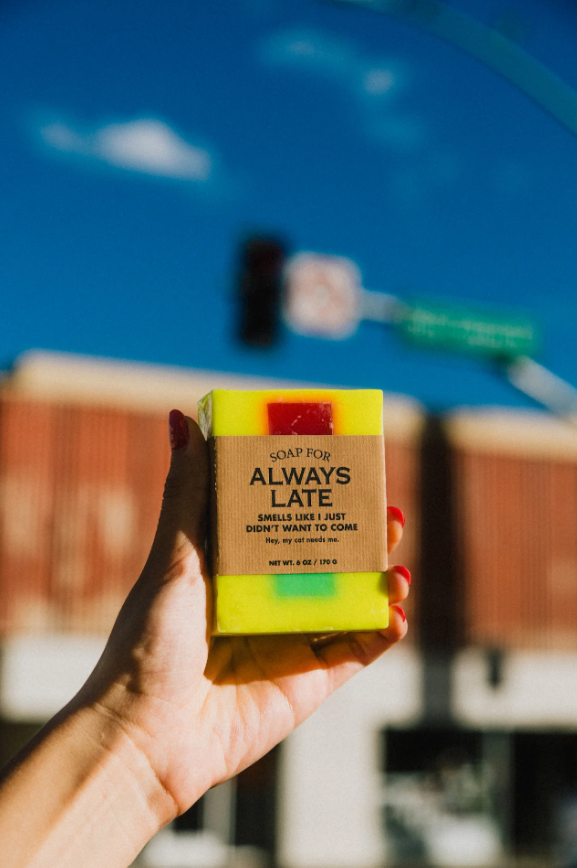 SOAP FOR
ALWAYS
LATE
SMELLS LIKE I JUST
DIDN'T WANT TO COME
Hey, my cat needs me.
NET WT. 6 OZ / 170 G